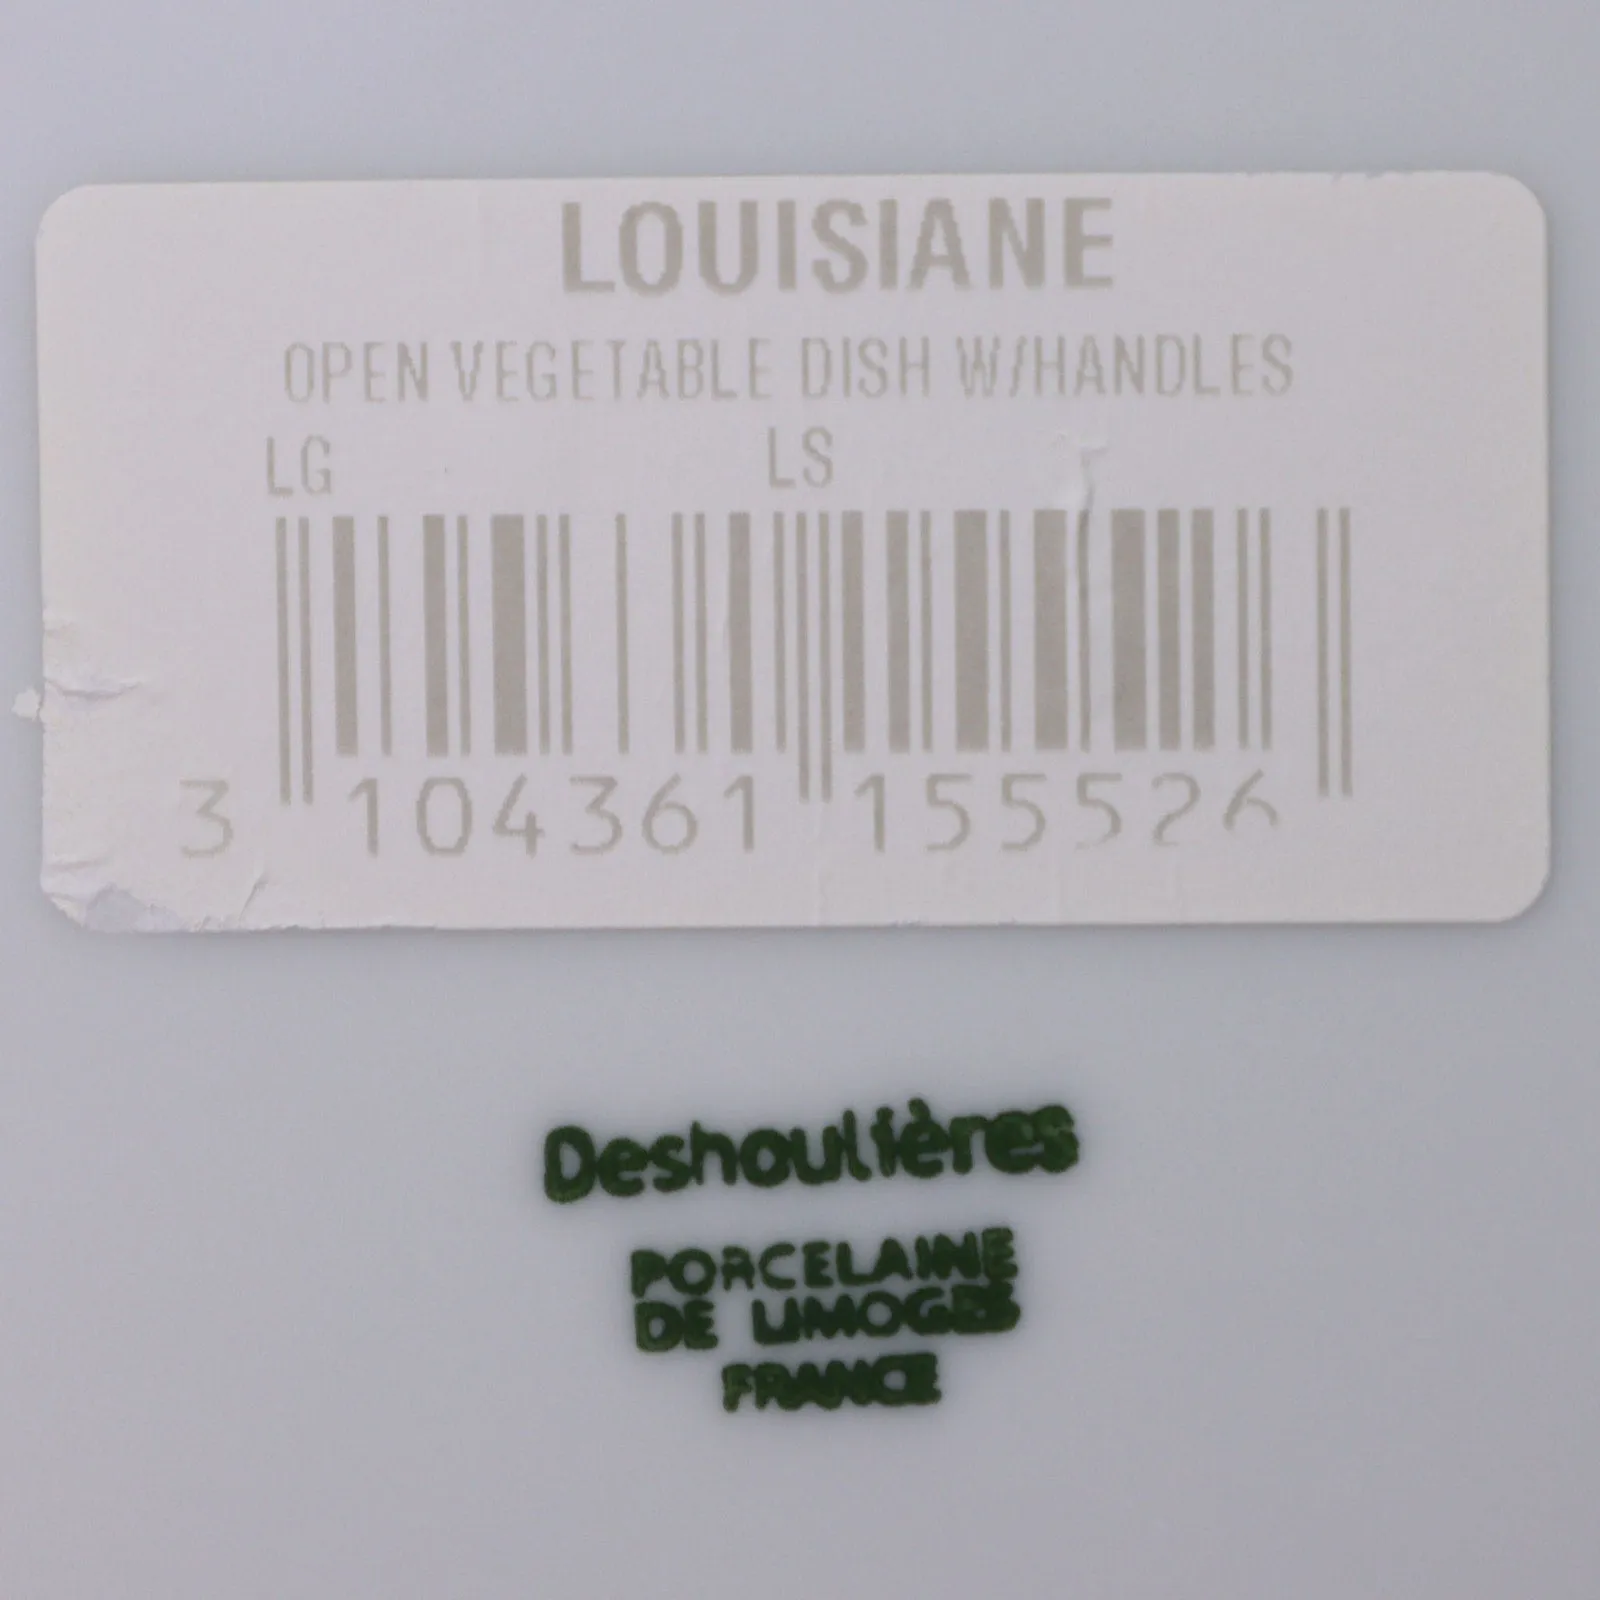 LOUISIANE
OPEN VEGETABLE DISH W/HANDLES
LG LS
3 104361 155526
Deshoulières
PORCELAINE
DE LIMOGES
FRANCE